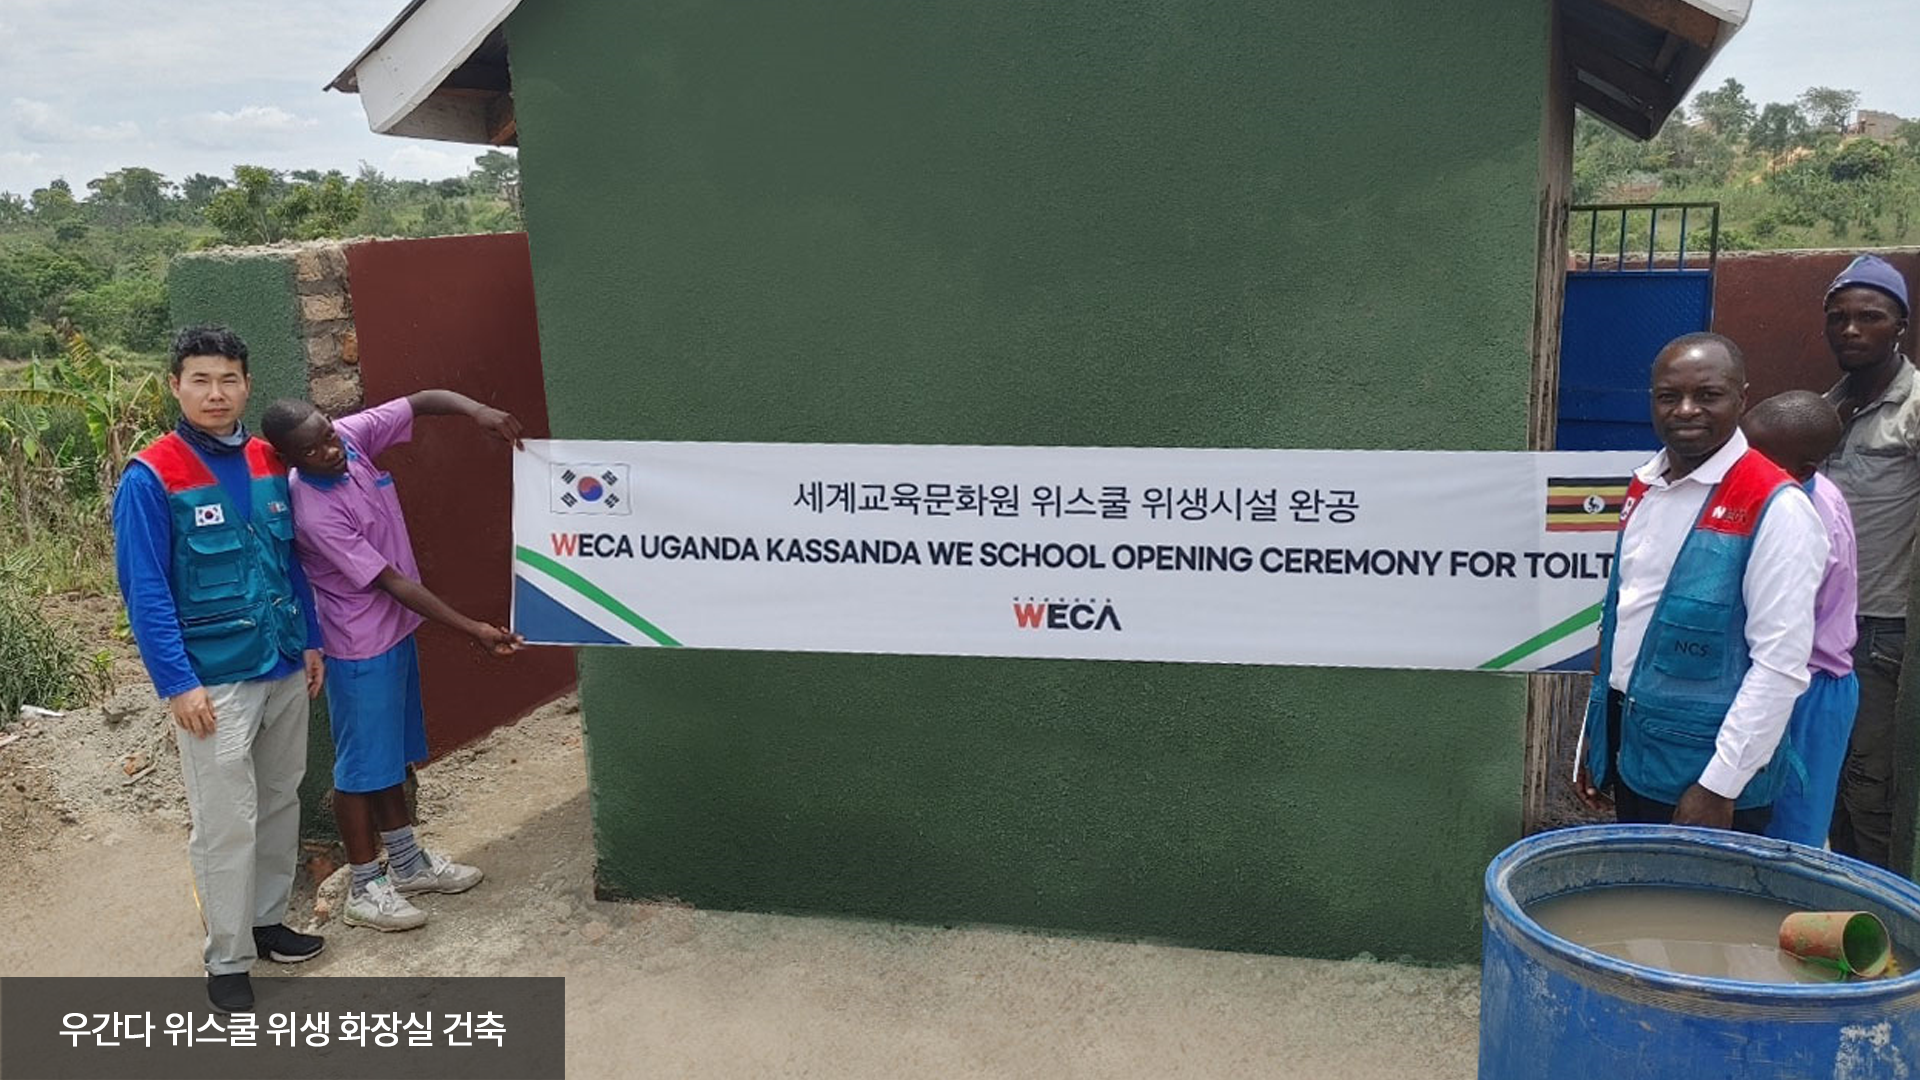 세계교육문화원 위스쿨 위생시설 완공
WECA UGANDA KASSANDA WE SCHOOL OPENING CEREMONY FOR TOILT
WECA
NCS
우간다 위스쿨 위생 화장실 건축